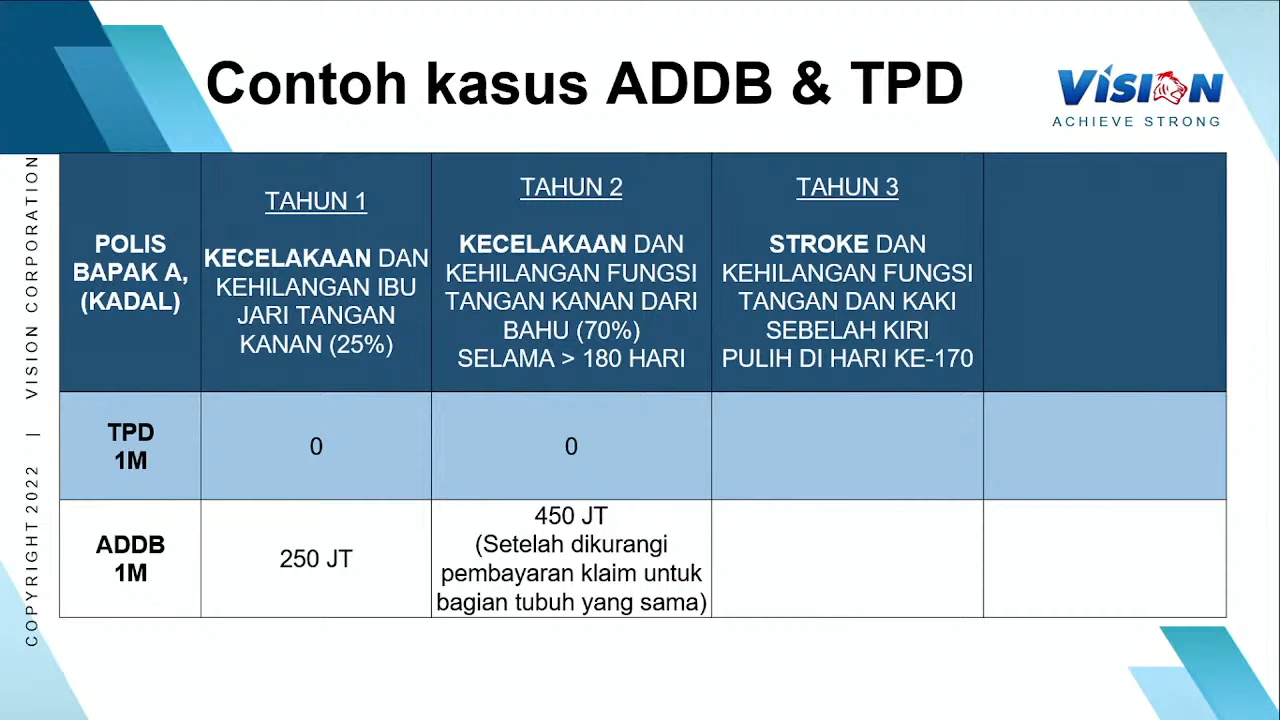 Contoh kasus ADDB & TPD
VISION
ACHIEVE STRONG
COPYRIGHT 2022 | VISION CORPORATION
POLIS
BAPAK A,
(KADAL)
TAHUN 1
KECELAKAAN DAN
KEHILANGAN IBU
JARI TANGAN
KANAN (25%)
TAHUN 2
KECELAKAAN DAN
KEHILANGAN FUNGSI
TANGAN KANAN DARI
BAHU (70%)
SELAMA > 180 HARI
TAHUN 3
STROKE DAN
KEHILANGAN FUNGSI
TANGAN DAN KAKI
SEBELAH KIRI
PULIH DI HARI KE-170
TPD
1M
0
0
ADDB
1M
250 JT
450 JT
(Setelah dikurangi
pembayaran klaim untuk
bagian tubuh yang sama)